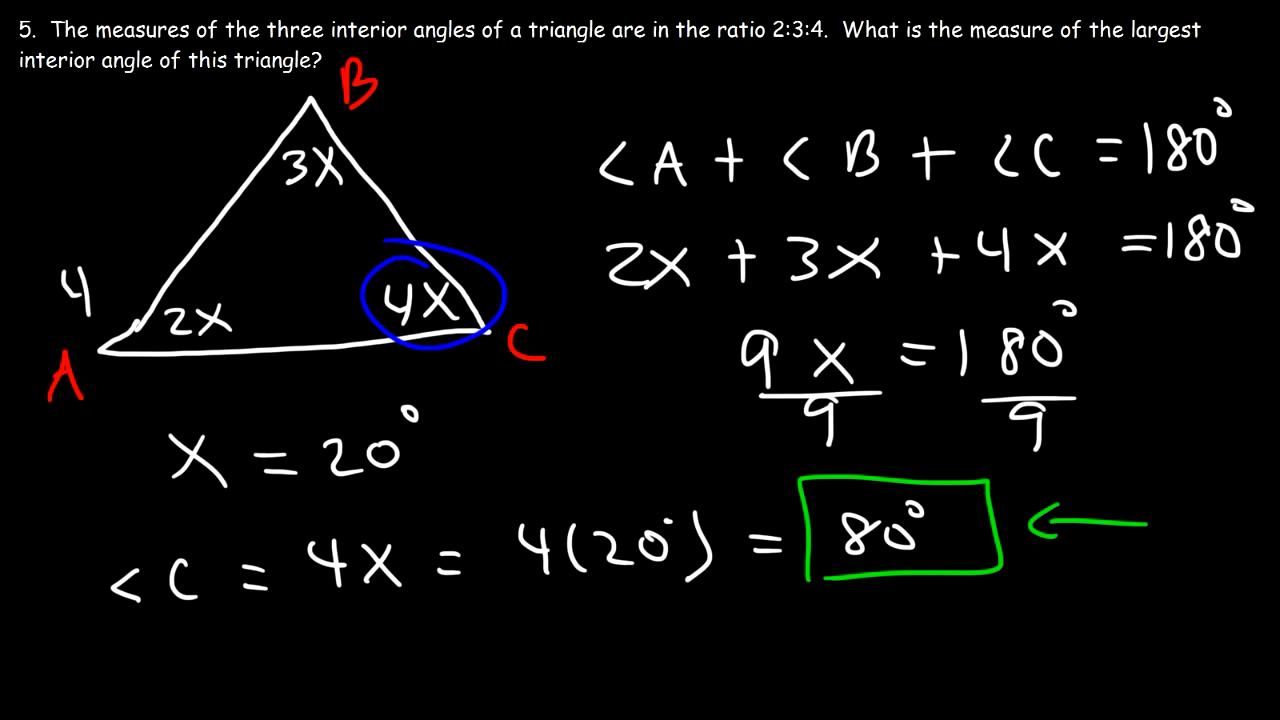 5. The measures of the three interior angles of a triangle are in the ratio 2:3:4. What is the measure of the largest
interior angle of this triangle?
B
3x
<A + <B + <C = 180°
2x + 3x + 4x = 180°
4
2x
4x
A
C
9x = 180°
9 9
x = 20°
<C = 4x = 4(20°) = 80°